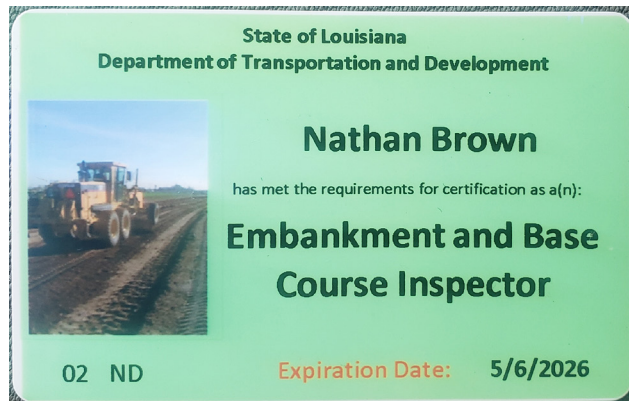 State of Louisiana
Department of Transportation and Development
Nathan Brown
has met the requirements for certification as a(n):
Embankment and Base
Course Inspector
02 ND Expiration Date: 5/6/2026